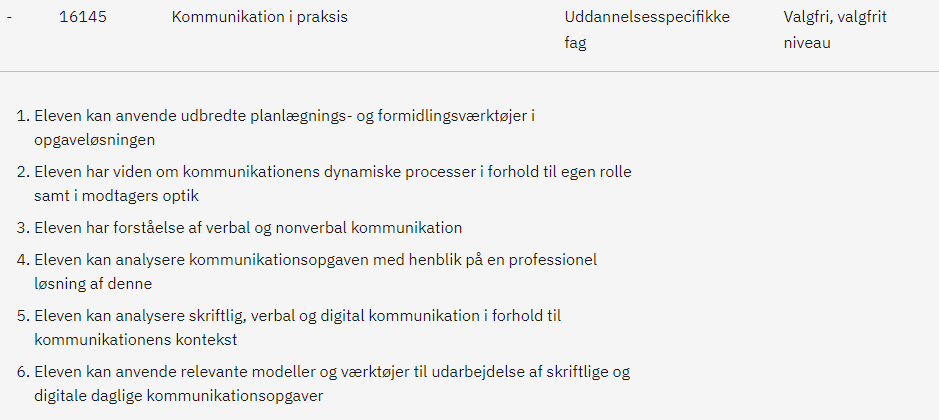 - 16145 Kommunikation i praksis Uddannelsesspecifikke fag Valgfri, valgfrit niveau
1. Eleven kan anvende udbredte planlægnings- og formidlingsværktøjer i
opgaveløsningen
2. Eleven har viden om kommunikationens dynamiske processer i forhold til egen rolle
samt i modtagers optik
3. Eleven har forståelse af verbal og nonverbal kommunikation
4. Eleven kan analysere kommunikationsopgaven med henblik på en professionel
løsning af denne
5. Eleven kan analysere skriftlig, verbal og digital kommunikation i forhold til
kommunikationens kontekst
6. Eleven kan anvende relevante modeller og værktøjer til udarbejdelse af skriftlige og
digitale daglige kommunikationsopgaver